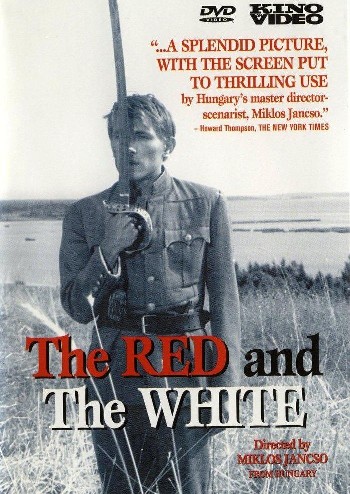 DVD
VIDEO
KINO
VIDEO
"...A SPLENDID PICTURE,
WITH THE SCREEN PUT
TO THRILLING USE
by Hungary's master director-
scenarist, Miklos Jancso."
– Howard Thompson, THE NEW YORK TIMES
The RED and
The WHITE
Directed by
MIKLOS JANCSO
FROM HUNGARY